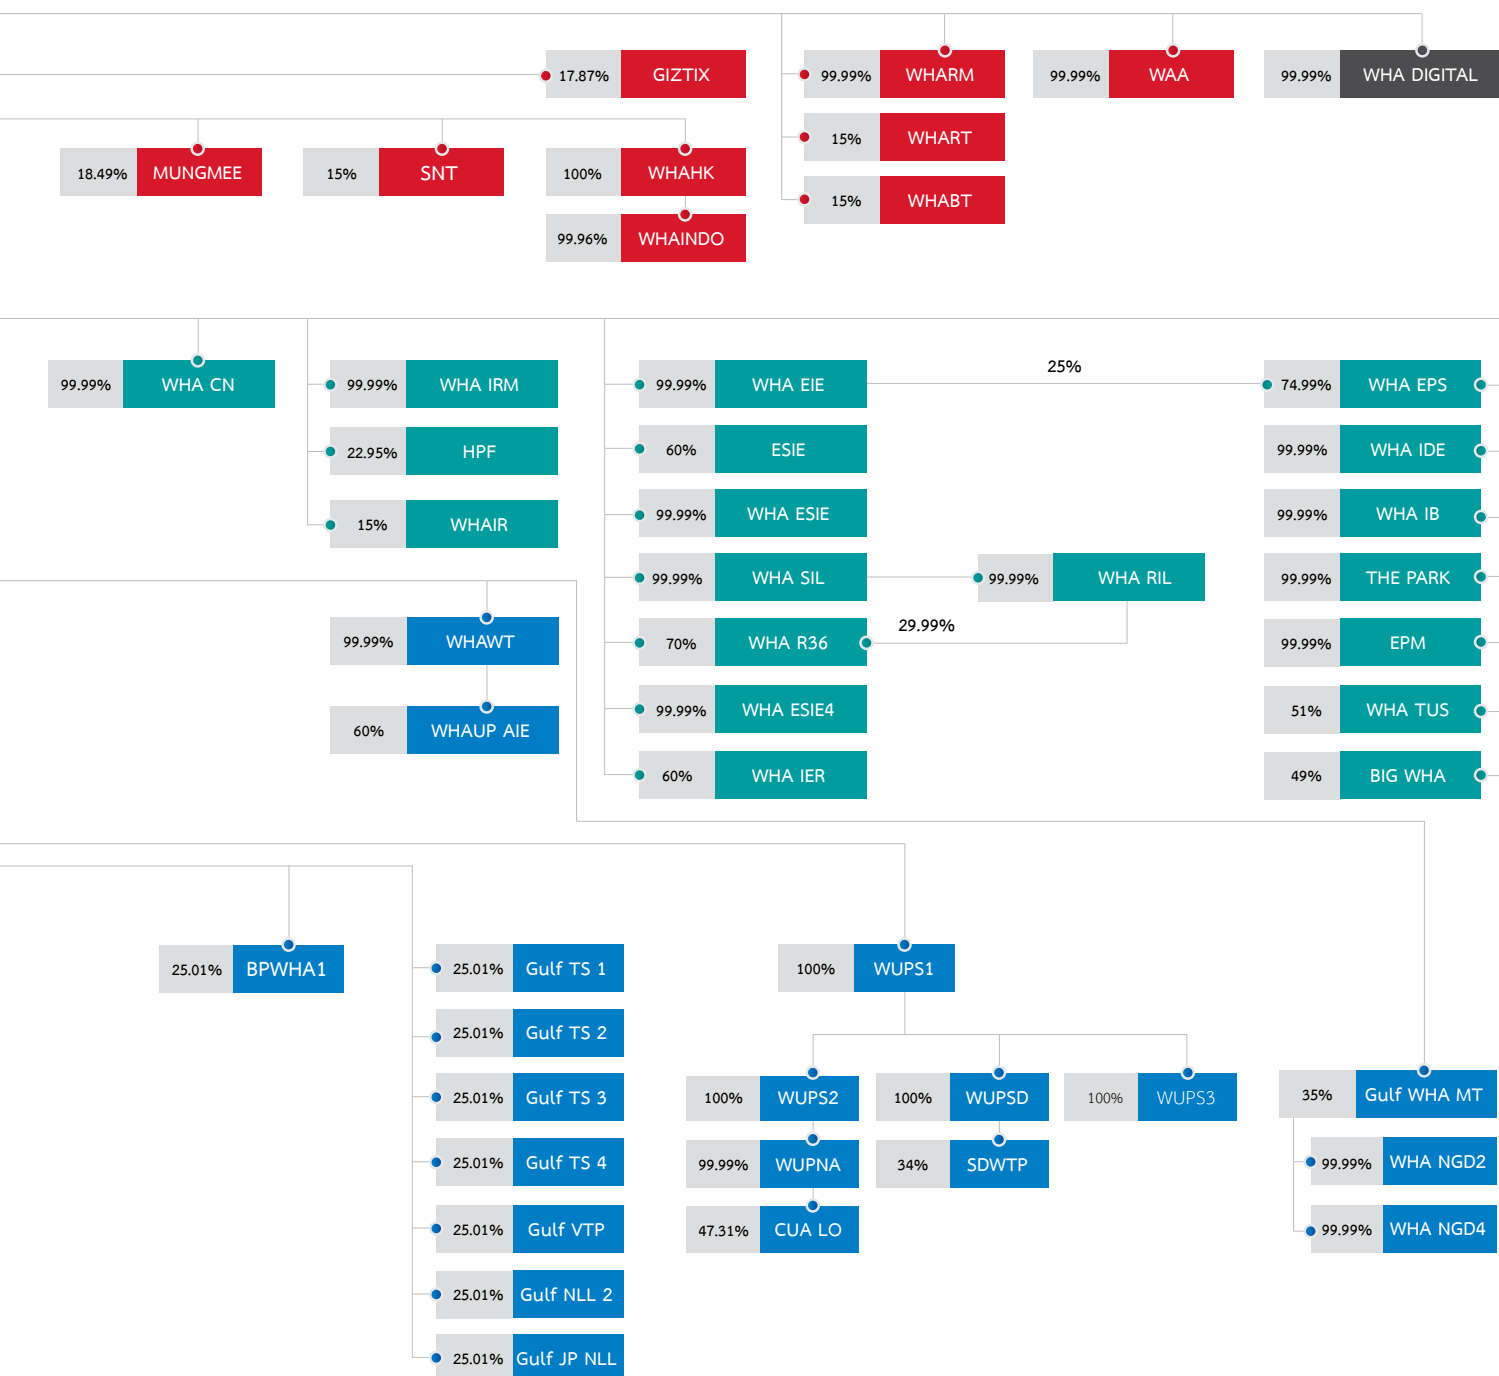 17.87% GIZTIX
99.99% WHARM
99.99% WAA
99.99% WHA DIGITAL
15% WHART
18.49% MUNGMEE
15% SNT
100% WHAHK
15% WHABT
99.96% WHAINDO
99.99% WHA CN
99.99% WHA IRM
22.95% HPF
15% WHAIR
99.99% WHA EIE
25%
74.99% WHA EPS
60% ESIE
99.99% WHA IDE
99.99% WHA ESIE
99.99% WHA IB
99.99% WHA SIL
99.99% WHA RIL
99.99% THE PARK
70% WHA R36
29.99%
99.99% EPM
99.99% WHA ESIE4
51% WHA TUS
60% WHA IER
49% BIG WHA
99.99% WHAWT
60% WHAUP AIE
25.01% BPWHA1
25.01% Gulf TS 1
25.01% Gulf TS 2
25.01% Gulf TS 3
25.01% Gulf TS 4
25.01% Gulf VTP
25.01% Gulf NLL 2
25.01% Gulf JP NLL
100% WUPS1
100% WUPS2
100% WUPSD
100% WUPS3
99.99% WUPNA
34% SDWTP
47.31% CUA LO
35% Gulf WHA MT
99.99% WHA NGD2
99.99% WHA NGD4